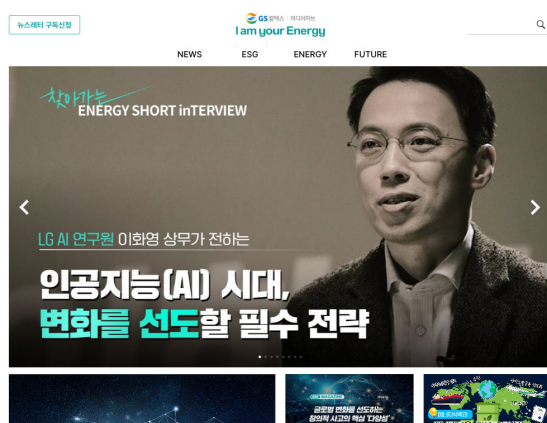 뉴스레터 구독신청
GS 칼텍스 미디어허브
I am your Energy
NEWS ESG ENERGY FUTURE
찾아가는
ENERGY SHORT inTERVIEW
LG AI 연구원 이화영 상무가 전하는
인공지능(AI) 시대,
변화를 선도할 필수 전략
글로벌 변화를 선도하는
창의적 사고의 핵심 '다양성'